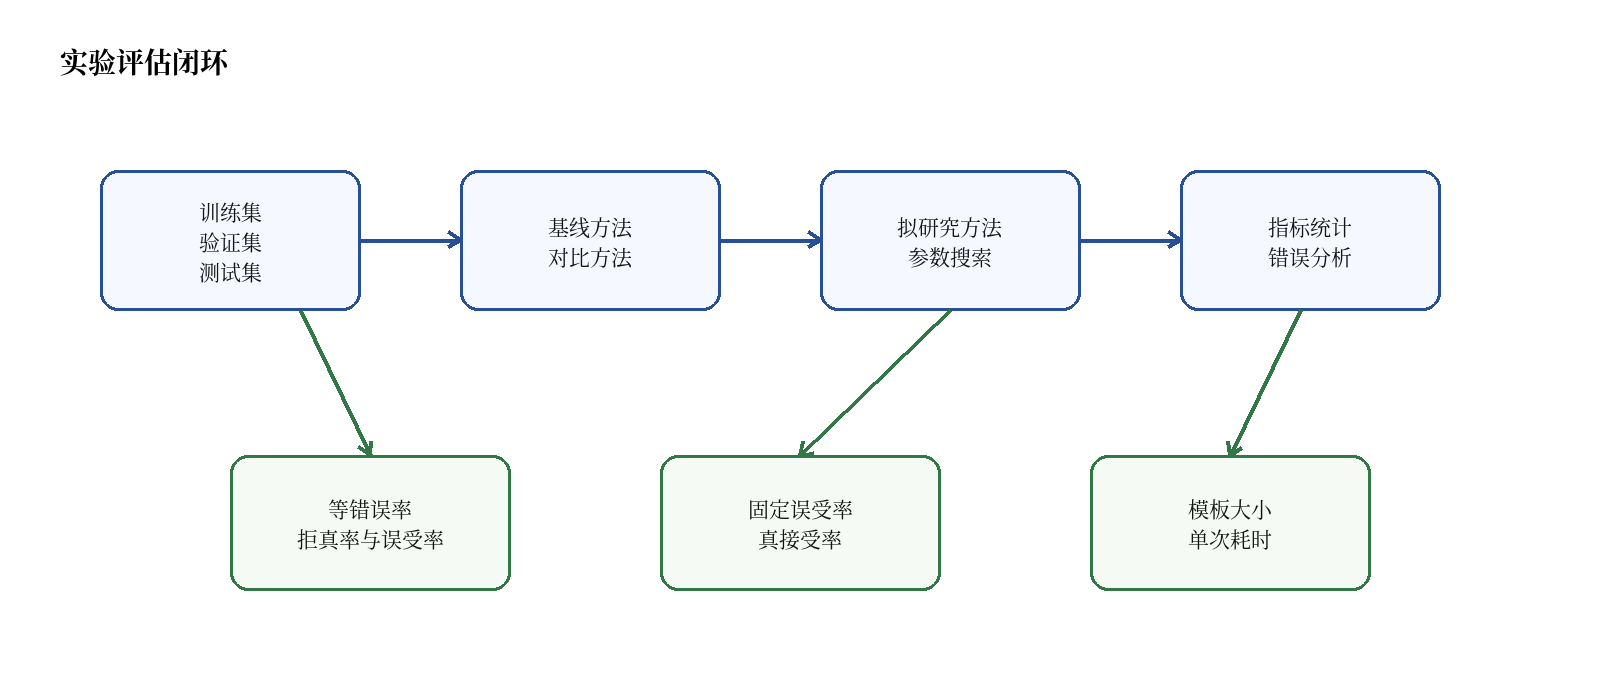 实验评估闭环
训练集
验证集
测试集
基线方法
对比方法
拟研究方法
参数搜索
指标统计
错误分析
等错误率
拒真率与误受率
固定误受率
真接受率
模板大小
单次耗时